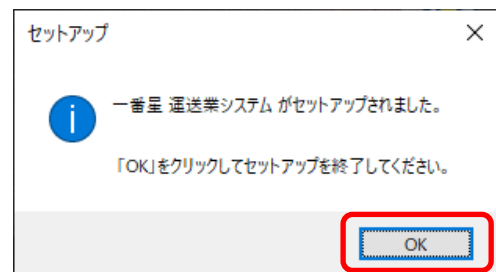 セットアップ
一番星 運送業システム がセットアップされました。
「OK」をクリックしてセットアップを終了してください。
OK